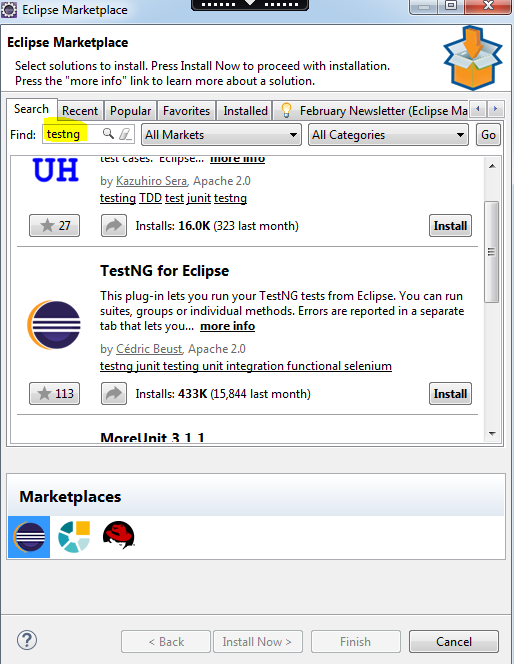 Eclipse Marketplace
Eclipse Marketplace
Select solutions to install. Press Install Now to proceed with installation.
Press the "more info" link to learn more about a solution.
Search Recent Popular Favorites Installed February Newsletter (Eclipse Ma
Find: testng All Markets All Categories Go
UH
test cases. Eclipse... more info
by Kazuhiro Sera, Apache 2.0
testing TDD test junit testng
27 Installs: 16.0K (323 last month) Install
TestNG for Eclipse
This plug-in lets you run your TestNG tests from Eclipse. You can run
suites, groups or individual methods. Errors are reported in a separate
tab that lets you... more info
by Cédric Beust, Apache 2.0
testng junit testing unit integration functional selenium
113 Installs: 433K (15,844 last month) Install
MoreUnit 3.1.1
Marketplaces
? < Back Install Now > Finish Cancel